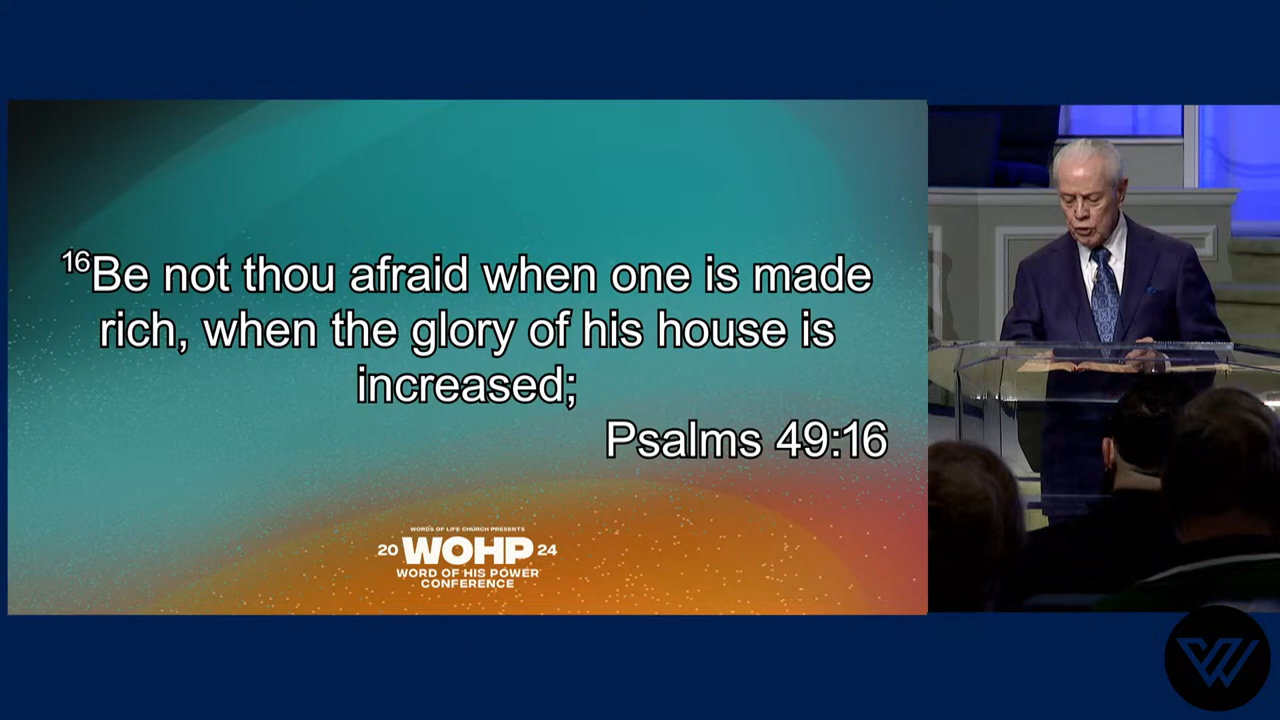 ¹⁶Be not thou afraid when one is made
rich, when the glory of his house is
increased;
Psalms 49:16
WORDS OF LIFE CHURCH PRESENTS
20 WOHP 24
WORD OF HIS POWER
CONFERENCE